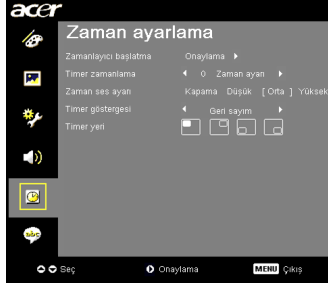 acer
Zaman ayarlama
Zamanlayıcı başlatma Onaylama
Timer zamanlama 0 Zaman ayarı
Zaman ses ayarı Kapama Düşük [ Orta ] Yüksek
Timer göstergesi Geri sayım
Timer yeri
abc
Seç Onaylama MENU Çıkış